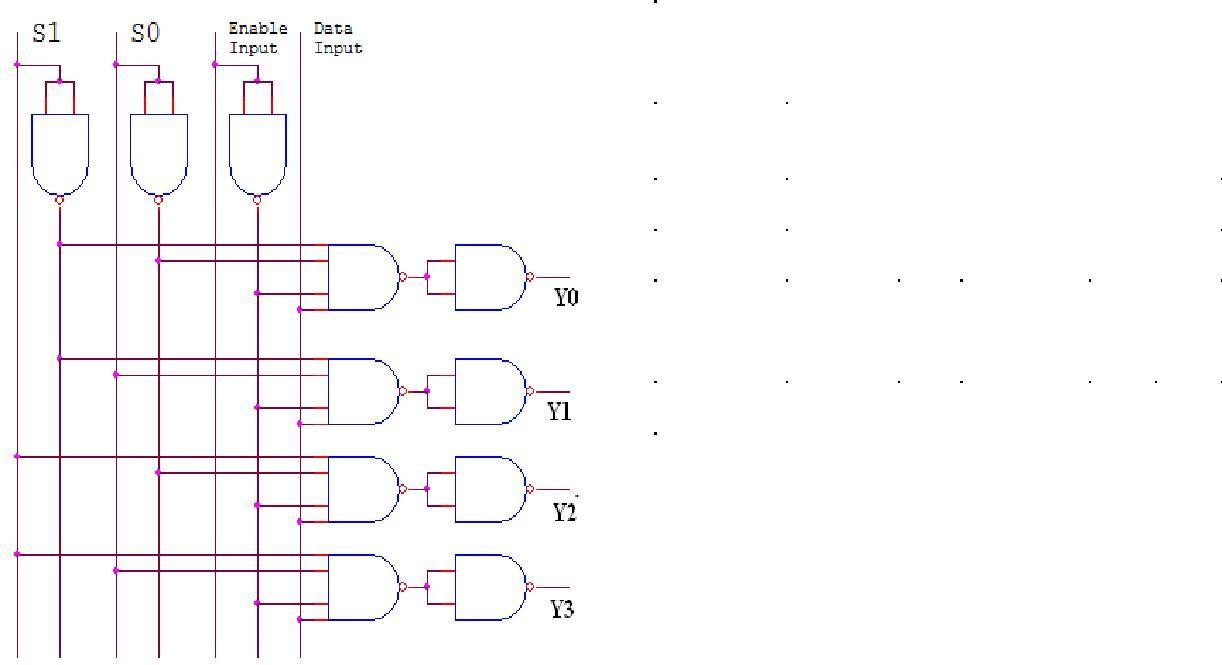 S1
S0
Enable
Input
Data
Input
Y0
Y1
Y2
Y3